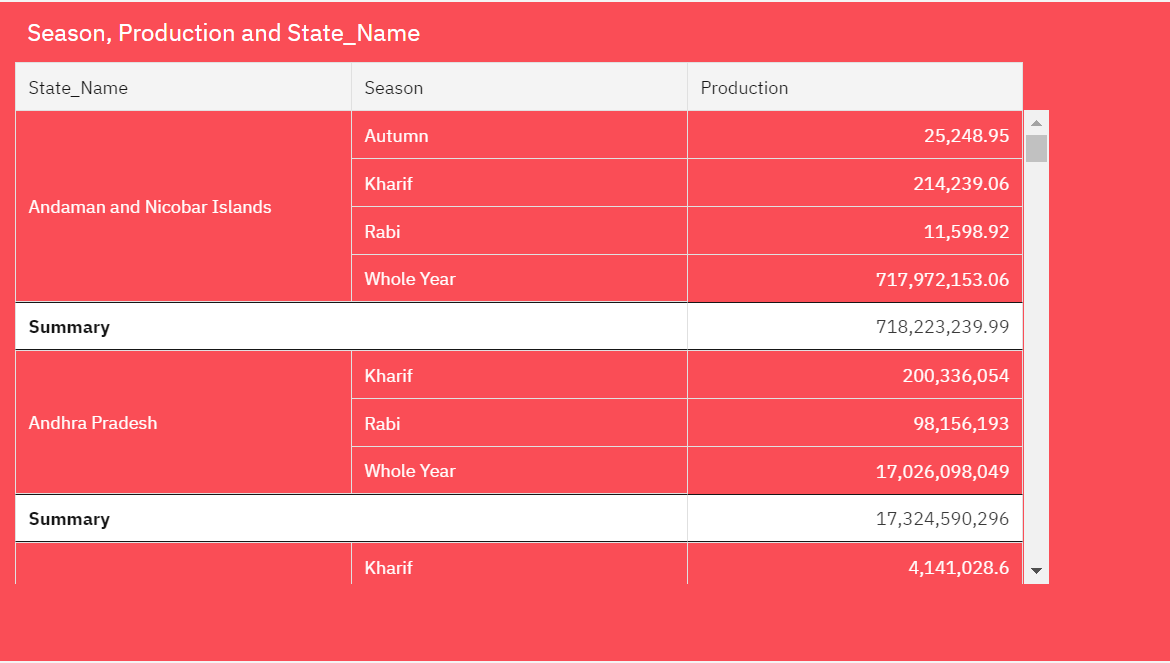 Season, Production and State_Name
State_Name Season Production
Autumn 25,248.95
Kharif 214,239.06
Andaman and Nicobar Islands
Rabi 11,598.92
Whole Year 717,972,153.06
Summary 718,223,239.99
Kharif 200,336,054
Andhra Pradesh Rabi 98,156,193
Whole Year 17,026,098,049
Summary 17,324,590,296
Kharif 4,141,028.6